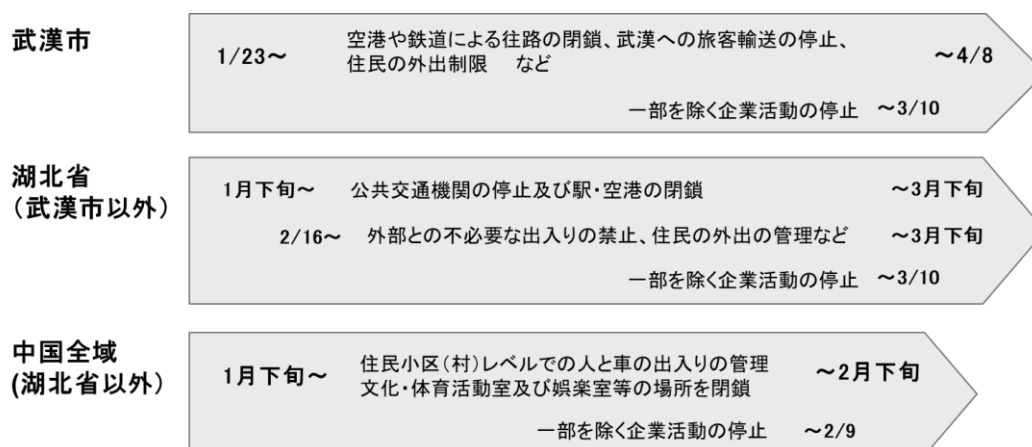 武漢市
1/23～ 空港や鉄道による往路の閉鎖、武漢への旅客輸送の停止、
住民の外出制限 など ～4/8
一部を除く企業活動の停止 ～3/10
湖北省
（武漢市以外）
1月下旬～ 公共交通機関の停止及び駅・空港の閉鎖 ～3月下旬
2/16～ 外部との不必要な出入りの禁止、住民の外出の管理など ～3月下旬
一部を除く企業活動の停止 ～3/10
中国全域
(湖北省以外）
1月下旬～ 住民小区（村）レベルでの人と車の出入りの管理
文化・体育活動室及び娯楽室等の場所を閉鎖 ～2月下旬
一部を除く企業活動の停止 ～2/9